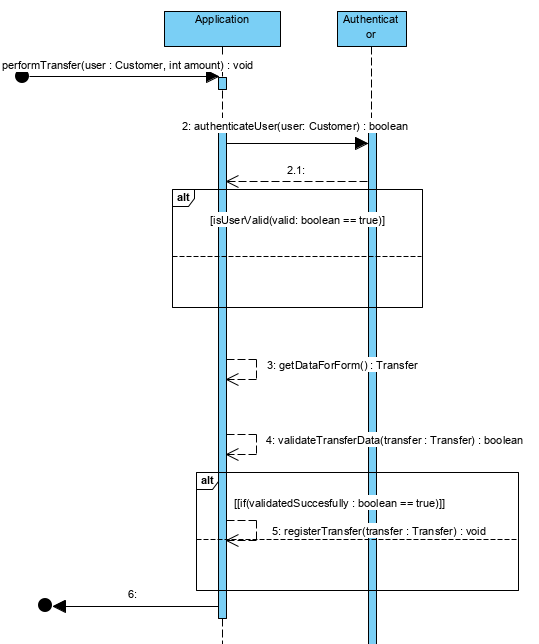 Application
Authenticat
or
performTransfer(user : Customer, int amount) : void
2: authenticateUser(user: Customer) : boolean
2.1:
alt
[isUserValid(valid: boolean == true)]
3: getDataForForm() : Transfer
4: validateTransferData(transfer : Transfer) : boolean
alt
[[if(validatedSuccesfully : boolean == true)]]
5: registerTransfer(transfer : Transfer) : void
6: